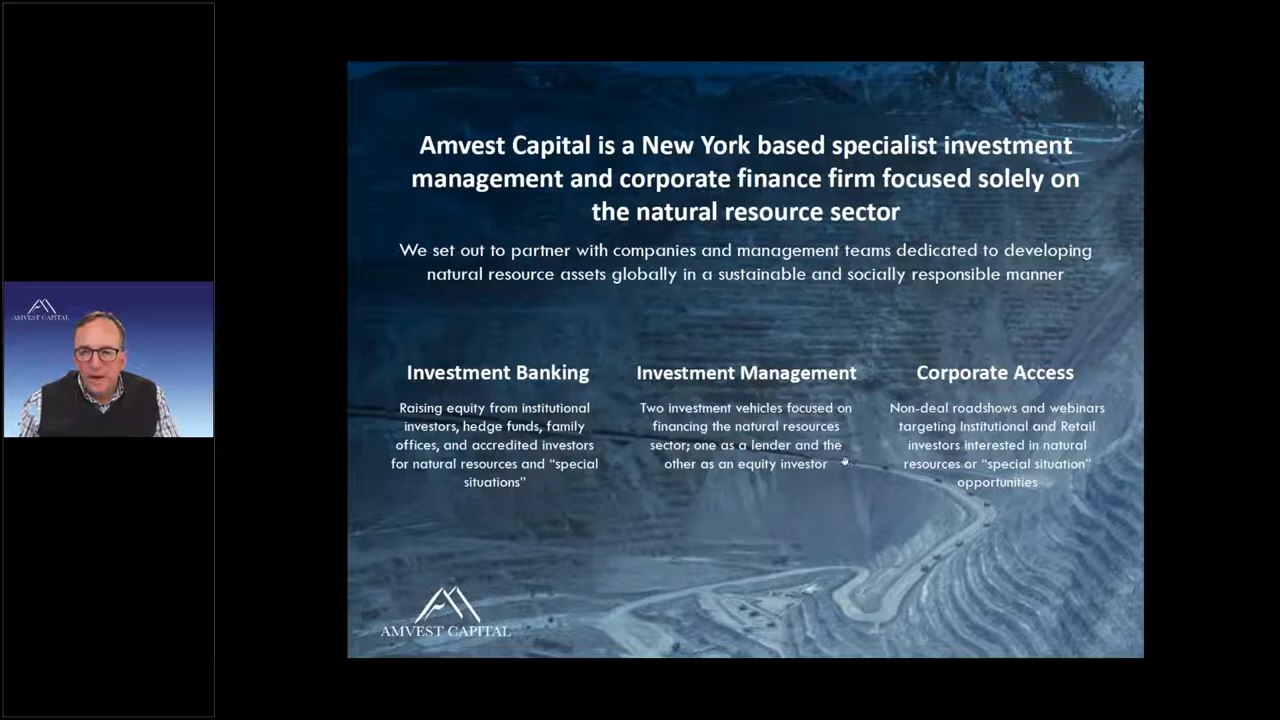 AMVEST CAPITAL
Amvest Capital is a New York based specialist investment
management and corporate finance firm focused solely on
the natural resource sector
We set out to partner with companies and management teams dedicated to developing
natural resource assets globally in a sustainable and socially responsible manner
Investment Banking
Raising equity from institutional
investors, hedge funds, family
offices, and accredited investors
for natural resources and “special
situations”
Investment Management
Two investment vehicles focused on
financing the natural resources
sector; one as a lender and the
other as an equity investor
Corporate Access
Non-deal roadshows and webinars
targeting Institutional and Retail
investors interested in natural
resources or “special situation”
opportunities
AMVEST CAPITAL